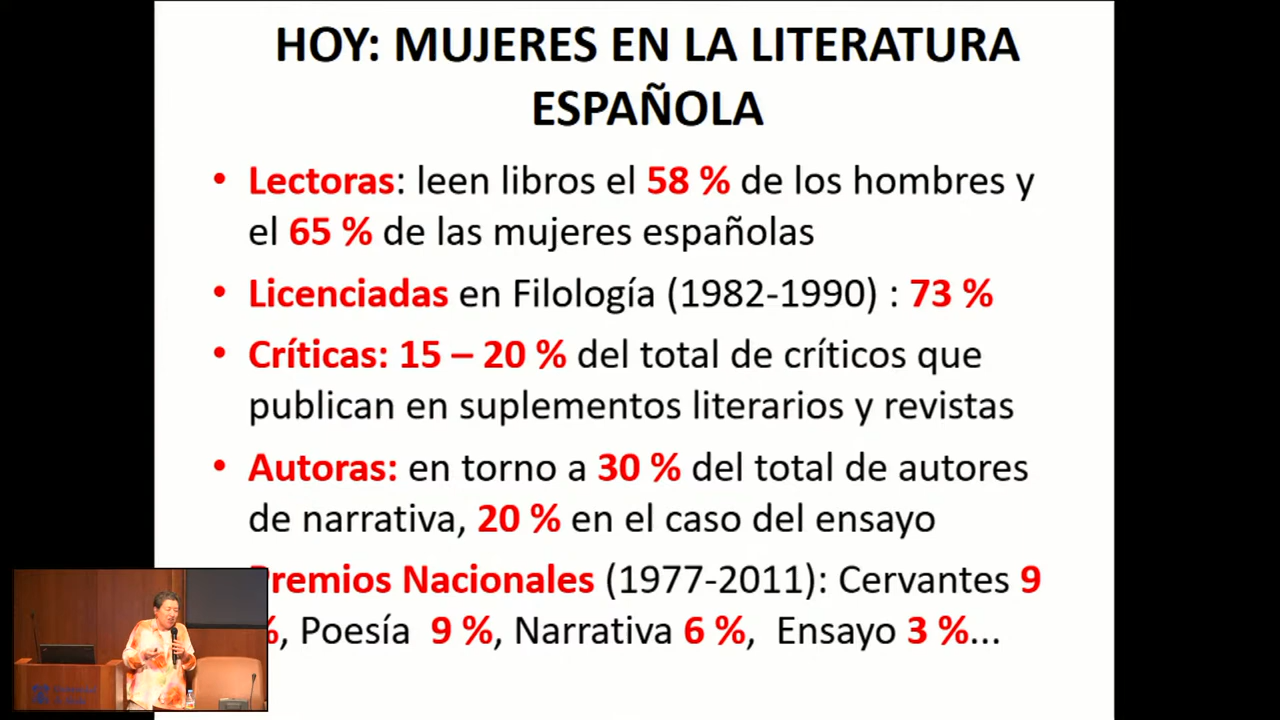 HOY: MUJERES EN LA LITERATURA
ESPAÑOLA
• Lectoras: leen libros el 58 % de los hombres y
el 65 % de las mujeres españolas
• Licenciadas en Filología (1982-1990) : 73 %
• Críticas: 15 – 20 % del total de críticos que
publican en suplementos literarios y revistas
• Autoras: en torno a 30 % del total de autores
de narrativa, 20 % en el caso del ensayo
Premios Nacionales (1977-2011): Cervantes 9
%, Poesía 9 %, Narrativa 6 %, Ensayo 3 %...